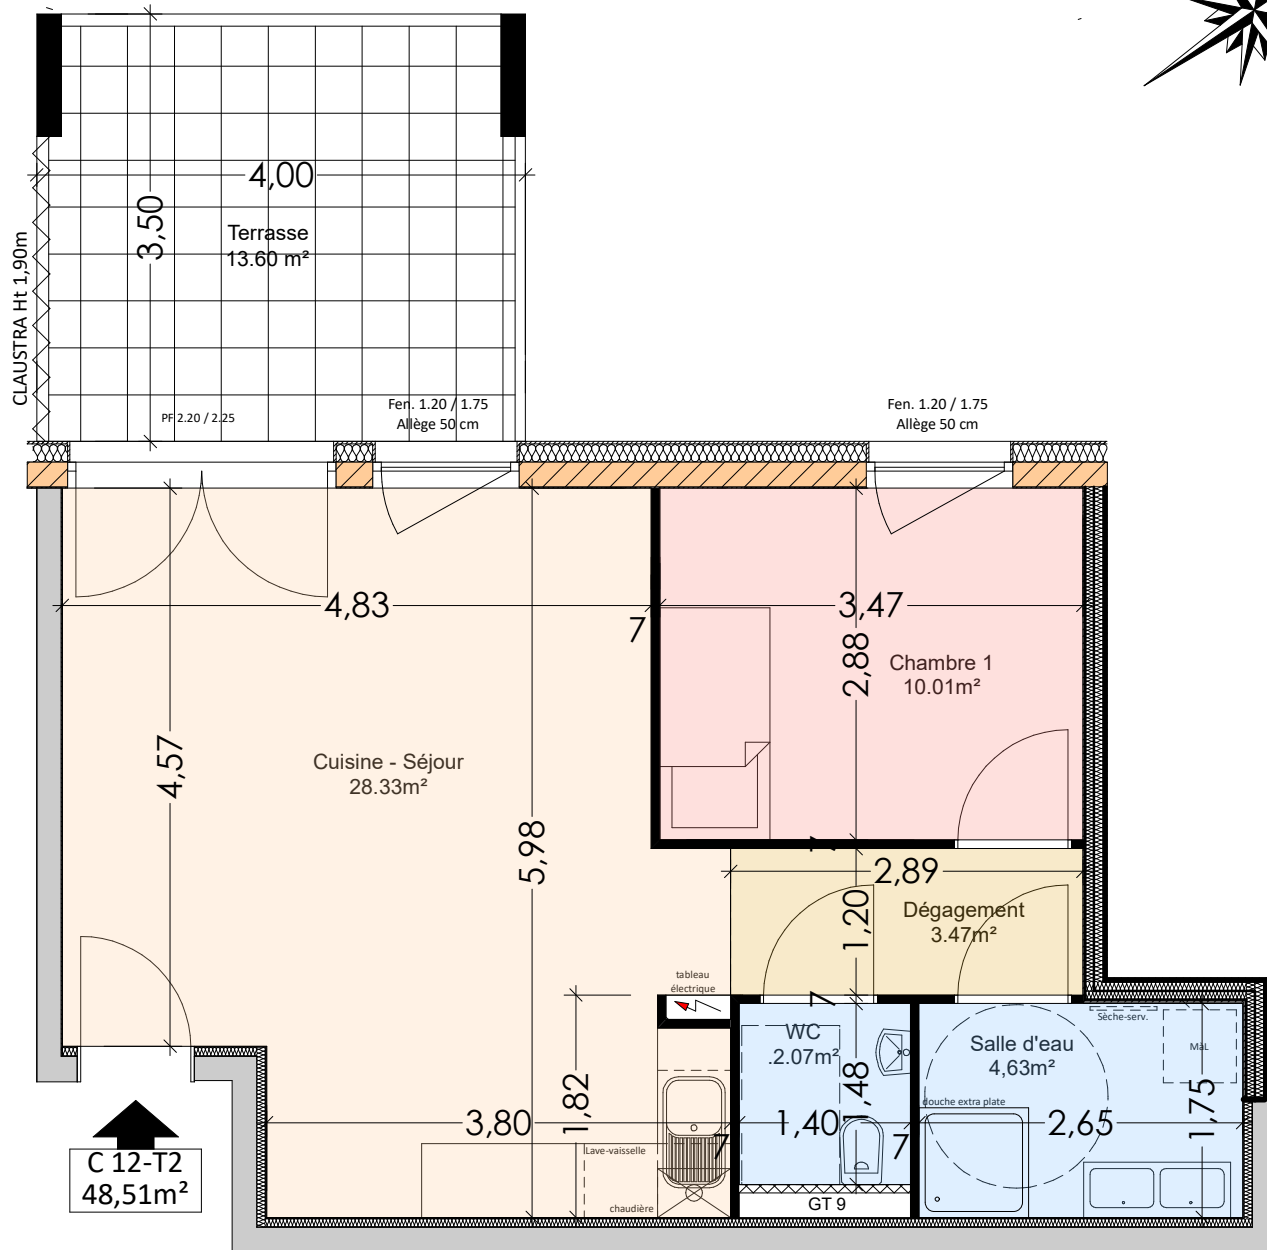 4,00
3,50
Terrasse
13.60 m²
CLAUSTRA Ht 1,90m
PF 2.20 / 2.25
Fen. 1.20 / 1.75
Allège 50 cm
Fen. 1.20 / 1.75
Allège 50 cm
4,83
7
3,47
2,88
Chambre 1
10.01m²
4,57
Cuisine - Séjour
28.33m²
5,98
7
2,89
1,20
Dégagement
3.47m²
tableau
électrique
7
WC
.2.07m²
1,48
Salle d'eau
4,63m²
Sèche-serv.
MàL
douche extra plate
1,82
3,80
7
1,40
7
2,65
1,75
Lave-vaisselle
chaudière
GT 9
C 12-T2
48,51m²